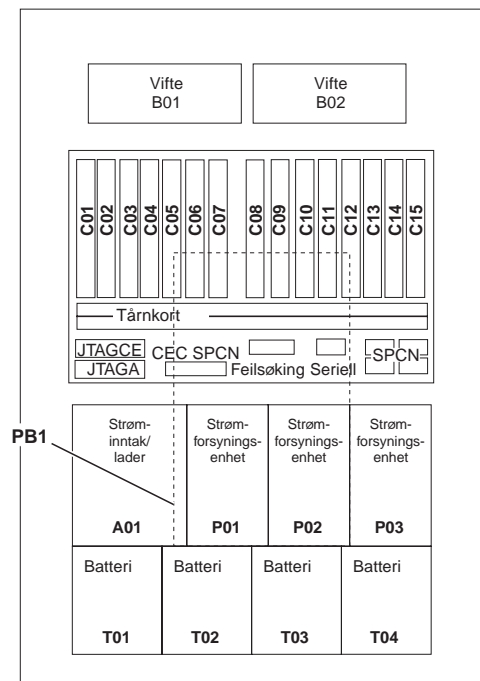 Vifte
B01
Vifte
B02
C01
C02
C03
C04
C05
C06
C07
C08
C09
C10
C11
C12
C13
C14
C15
Tårnkort
JTAGCE
JTAGA
CEC SPCN
Feilsøking Seriell
SPCN
PB1
Strøm-
inntak/
lader
A01
Strøm-
forsynings-
enhet
P01
Strøm-
forsynings-
enhet
P02
Strøm-
forsynings-
enhet
P03
Batteri
T01
Batteri
T02
Batteri
T03
Batteri
T04